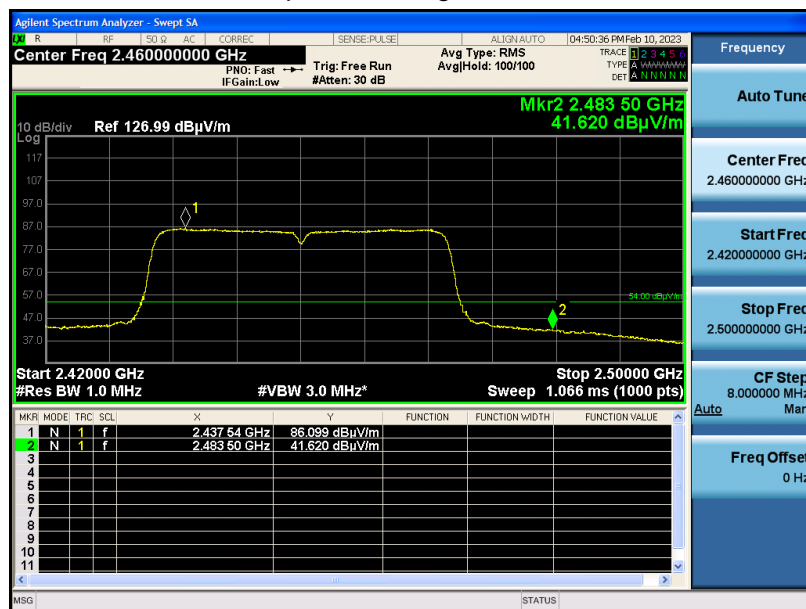 Agilent Spectrum Analyzer - Swept SA
LXI R RF 50 Ω AC CORREC SENSE:PULSE ALIGN AUTO 04:50:36 PM Feb 10, 2023
Center Freq 2.460000000 GHz
PNO: Fast
IFGain:Low
Trig: Free Run
#Atten: 30 dB
Avg Type: RMS
Avg|Hold: 100/100
TRACE 1 2 3 4 5 6
TYPE A
DET A N N N N N
Mkr2 2.483 50 GHz
41.620 dBµV/m
10 dB/div Ref 126.99 dBµV/m
Log
117
107
97.0
87.0
77.0
67.0
57.0
47.0
37.0
1
54.00 dBµV/m
2
Start 2.42000 GHz Stop 2.50000 GHz
#Res BW 1.0 MHz #VBW 3.0 MHz* Sweep 1.066 ms (1000 pts)
MKR MODE TRC SCL X Y FUNCTION FUNCTION WIDTH FUNCTION VALUE
1 N 1 f 2.437 54 GHz 86.099 dBµV/m
2 N 1 f 2.483 50 GHz 41.620 dBµV/m
3
4
5
6
7
8
9
10
11
MSG STATUS
Frequency
Auto Tune
Center Freq
2.460000000 GHz
Start Freq
2.420000000 GHz
Stop Freq
2.500000000 GHz
CF Step
8.000000 MHz
Auto Man
Freq Offset
0 Hz